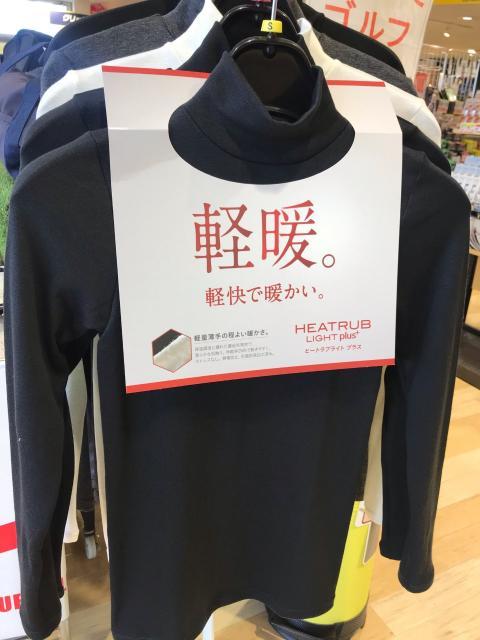 ゴルフ
S
軽暖。
軽快で暖かい。
軽量薄手の程よい暖かさ。
HEATRUB
LIGHT plus+
ヒートラブライト プラス